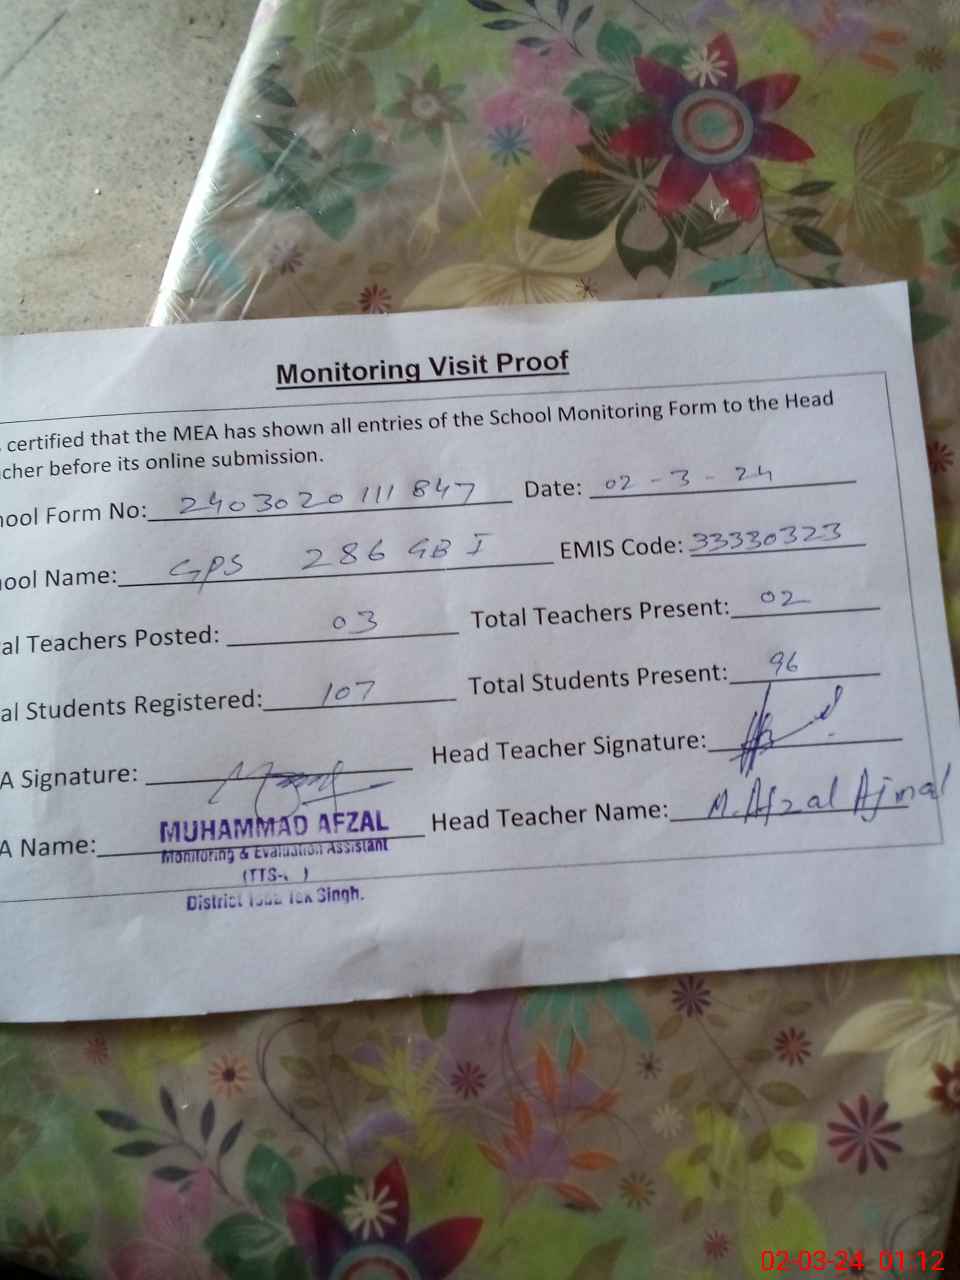 Monitoring Visit Proof
certified that the MEA has shown all entries of the School Monitoring Form to the Head
cher before its online submission.
ool Form No: 2403020111847 Date: 02-3-24
ool Name: GPS 286 GB I EMIS Code: 33330323
al Teachers Posted: 03 Total Teachers Present: 02
al Students Registered: 107 Total Students Present: 96
A Signature: Head Teacher Signature:
A Name: MUHAMMAD AFZAL Head Teacher Name: M. Afzal Ajmal
Monitoring & Evaluation Assistant
(TTS-
District Toba Tek Singh.
02-03-24 01:12